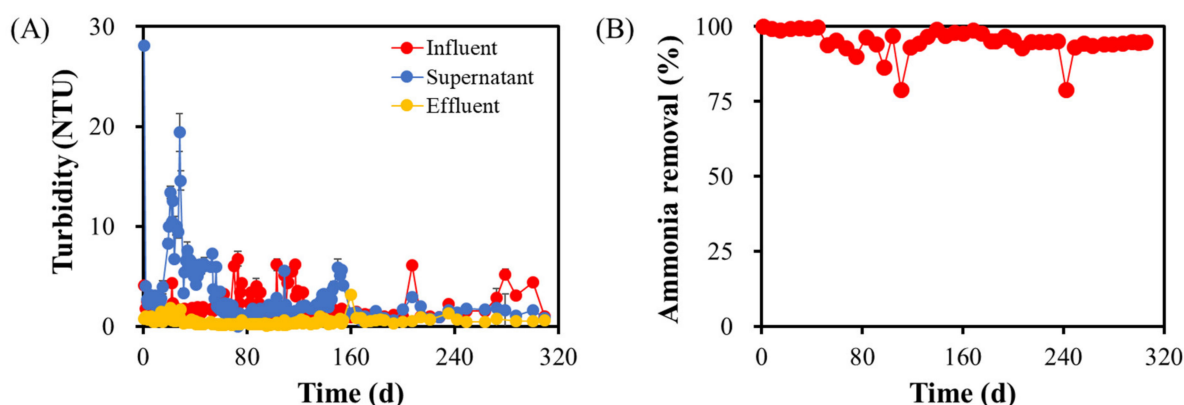 (A)
Turbidity (NTU)
30
20
10
0
Influent
Supernatant
Effluent
0 80 160 240 320
Time (d)
(B)
Ammonia removal (%)
100
75
50
25
0
0 80 160 240 320
Time (d)